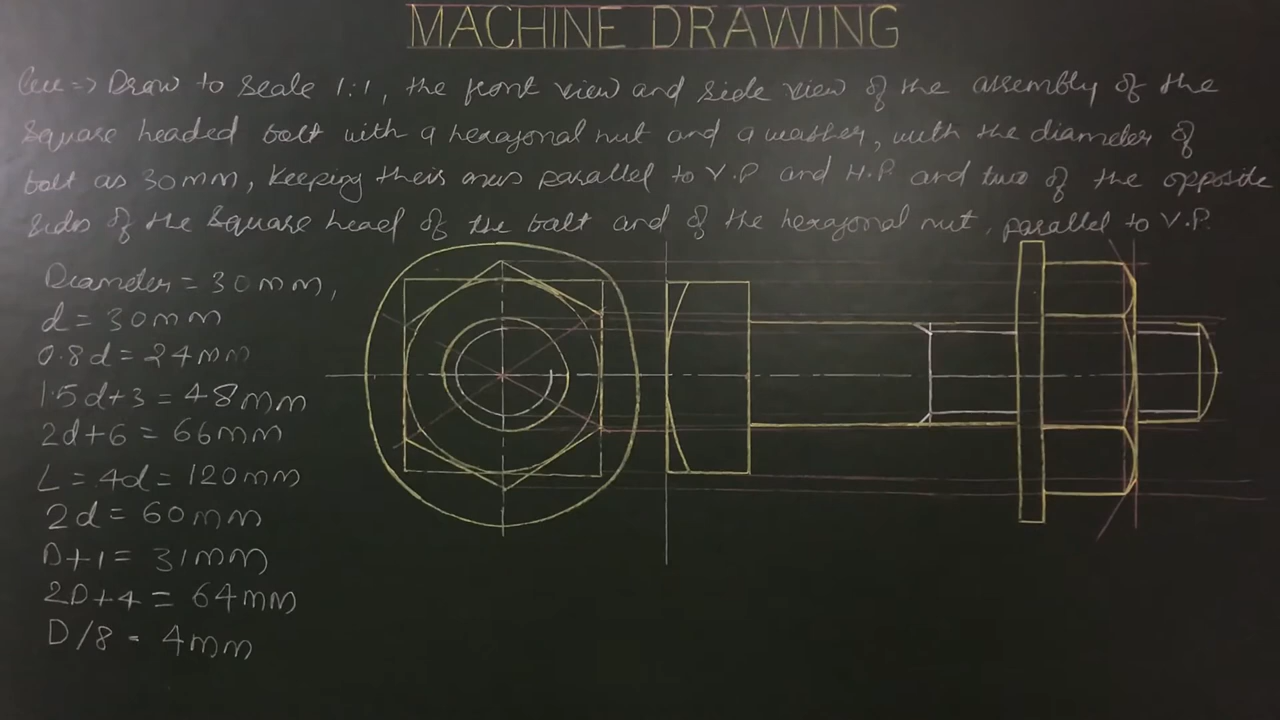 MACHINE DRAWING
Que => Draw to Scale 1:1, the front view and side view of the assembly of the
square headed bolt with a hexagonal nut and a washer, with the diameter of
bolt as 30mm, keeping their axes parallel to V.P and H.P and two of the opposite
sides of the square head of the bolt and of the hexagonal nut, parallel to V.P.
Diameter = 30mm,
d = 30mm
0.8d = 24mm
1.5d+3 = 48mm
2d+6 = 66mm
L = 4d = 120mm
2d = 60mm
D+1 = 31mm
2D+4 = 64mm
D/8 = 4mm